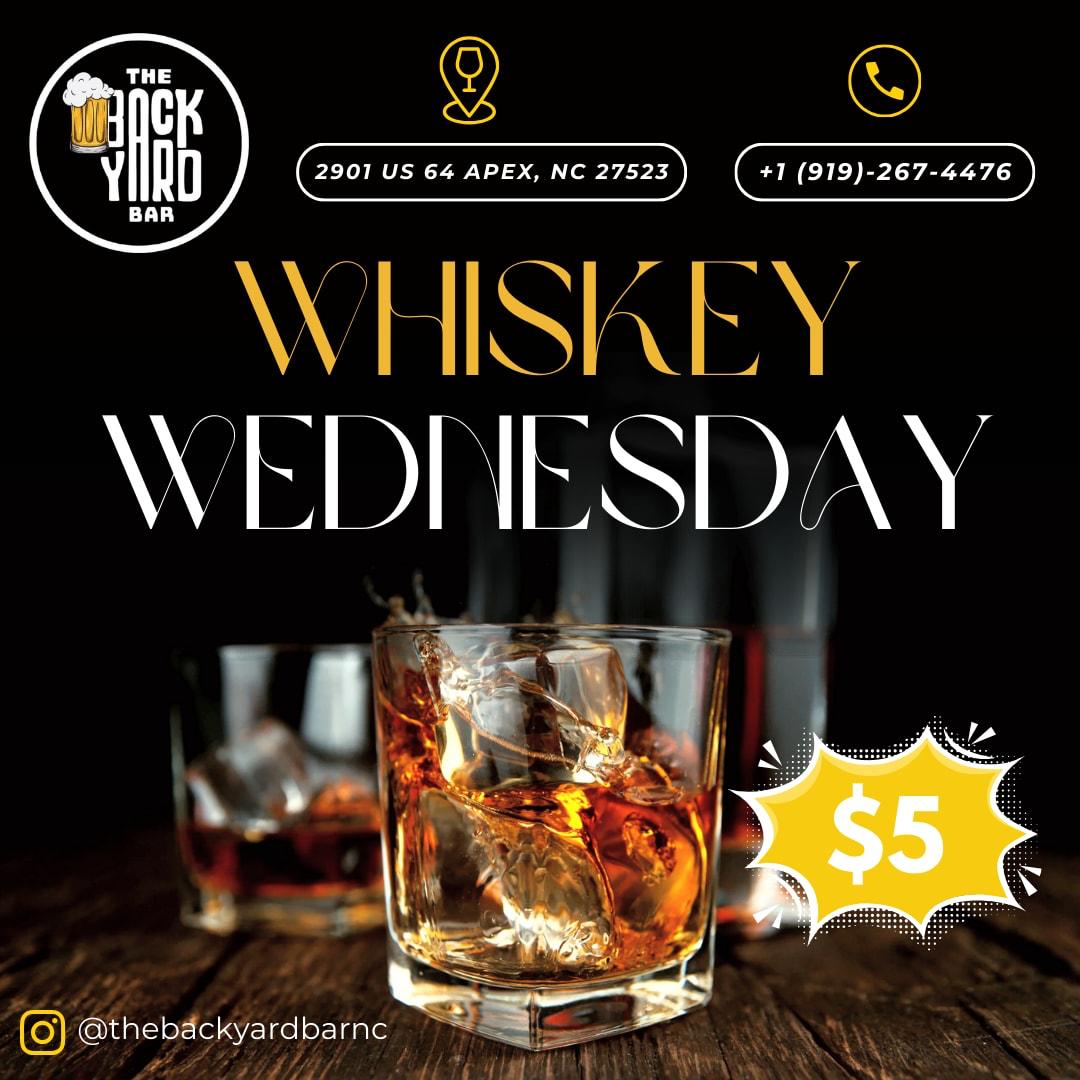 THE
BACK
YARD
BAR
2901 US 64 APEX, NC 27523
+1 (919)-267-4476
WHISKEY
WEDNESDAY
$5
@thebackyardbarnc